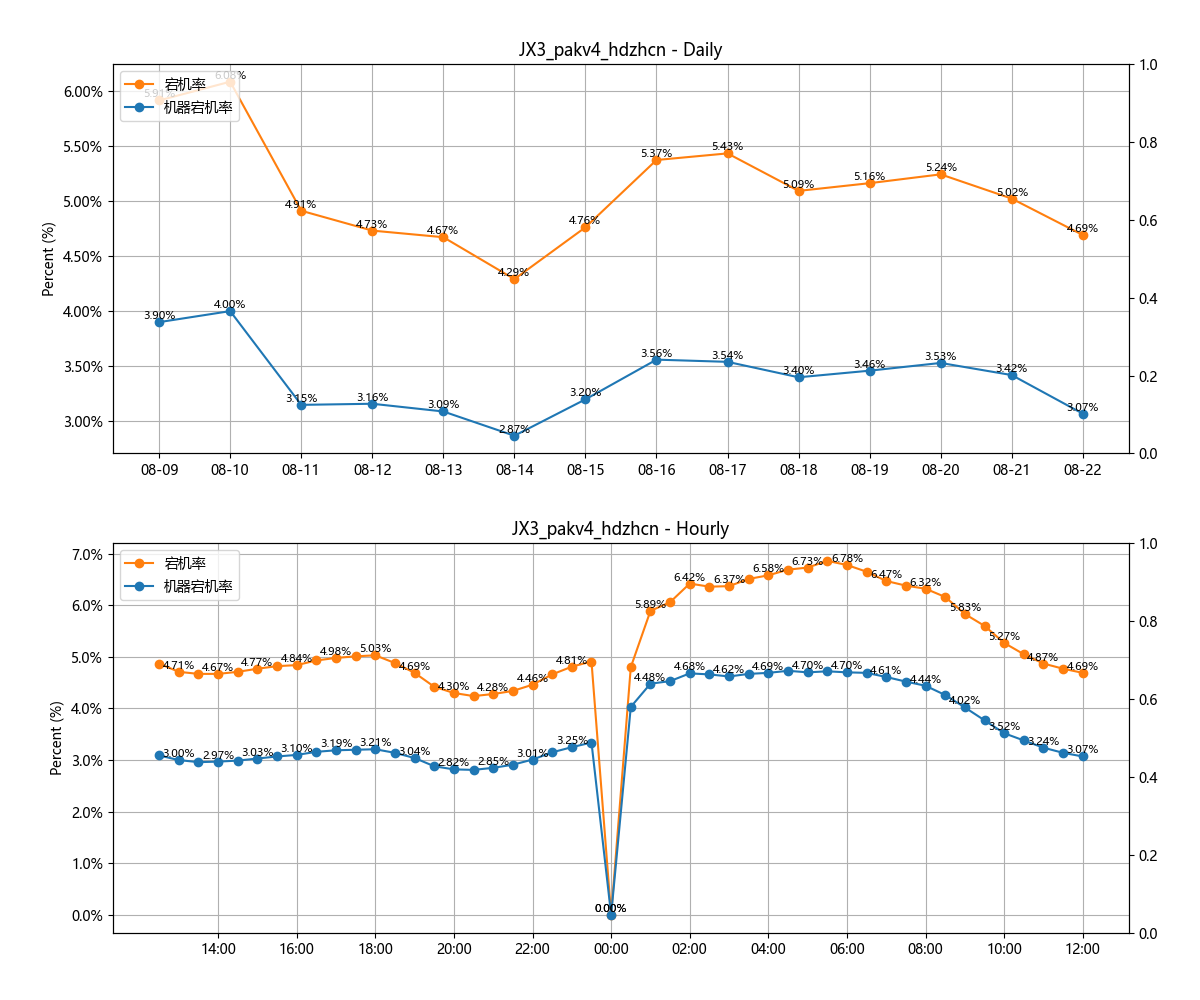 JX3_pakv4_hdzhcn - Daily
宕机率
机器宕机率
Percent (%)
6.00%
5.50%
5.00%
4.50%
4.00%
3.50%
3.00%
1.0
0.8
0.6
0.4
0.2
0.0
5.91% 6.08% 4.91% 4.73% 4.67% 4.29% 4.76% 5.37% 5.43% 5.09% 5.16% 5.24% 5.02% 4.69%
3.90% 4.00% 3.15% 3.16% 3.09% 2.87% 3.20% 3.56% 3.54% 3.40% 3.46% 3.53% 3.42% 3.07%
08-09 08-10 08-11 08-12 08-13 08-14 08-15 08-16 08-17 08-18 08-19 08-20 08-21 08-22
JX3_pakv4_hdzhcn - Hourly
宕机率
机器宕机率
Percent (%)
7.0%
6.0%
5.0%
4.0%
3.0%
2.0%
1.0%
0.0%
1.0
0.8
0.6
0.4
0.2
0.0
4.71% 4.67% 4.77% 4.84% 4.98% 5.03% 4.69% 4.30% 4.28% 4.46% 4.81% 0.00% 5.89% 6.42% 6.37% 6.58% 6.73% 6.78% 6.47% 6.32% 5.83% 5.27% 4.87% 4.69%
3.00% 2.97% 3.03% 3.10% 3.19% 3.21% 3.04% 2.82% 2.85% 3.01% 3.25% 0.00% 4.48% 4.68% 4.62% 4.69% 4.70% 4.70% 4.61% 4.44% 4.02% 3.52% 3.24% 3.07%
14:00 16:00 18:00 20:00 22:00 00:00 02:00 04:00 06:00 08:00 10:00 12:00